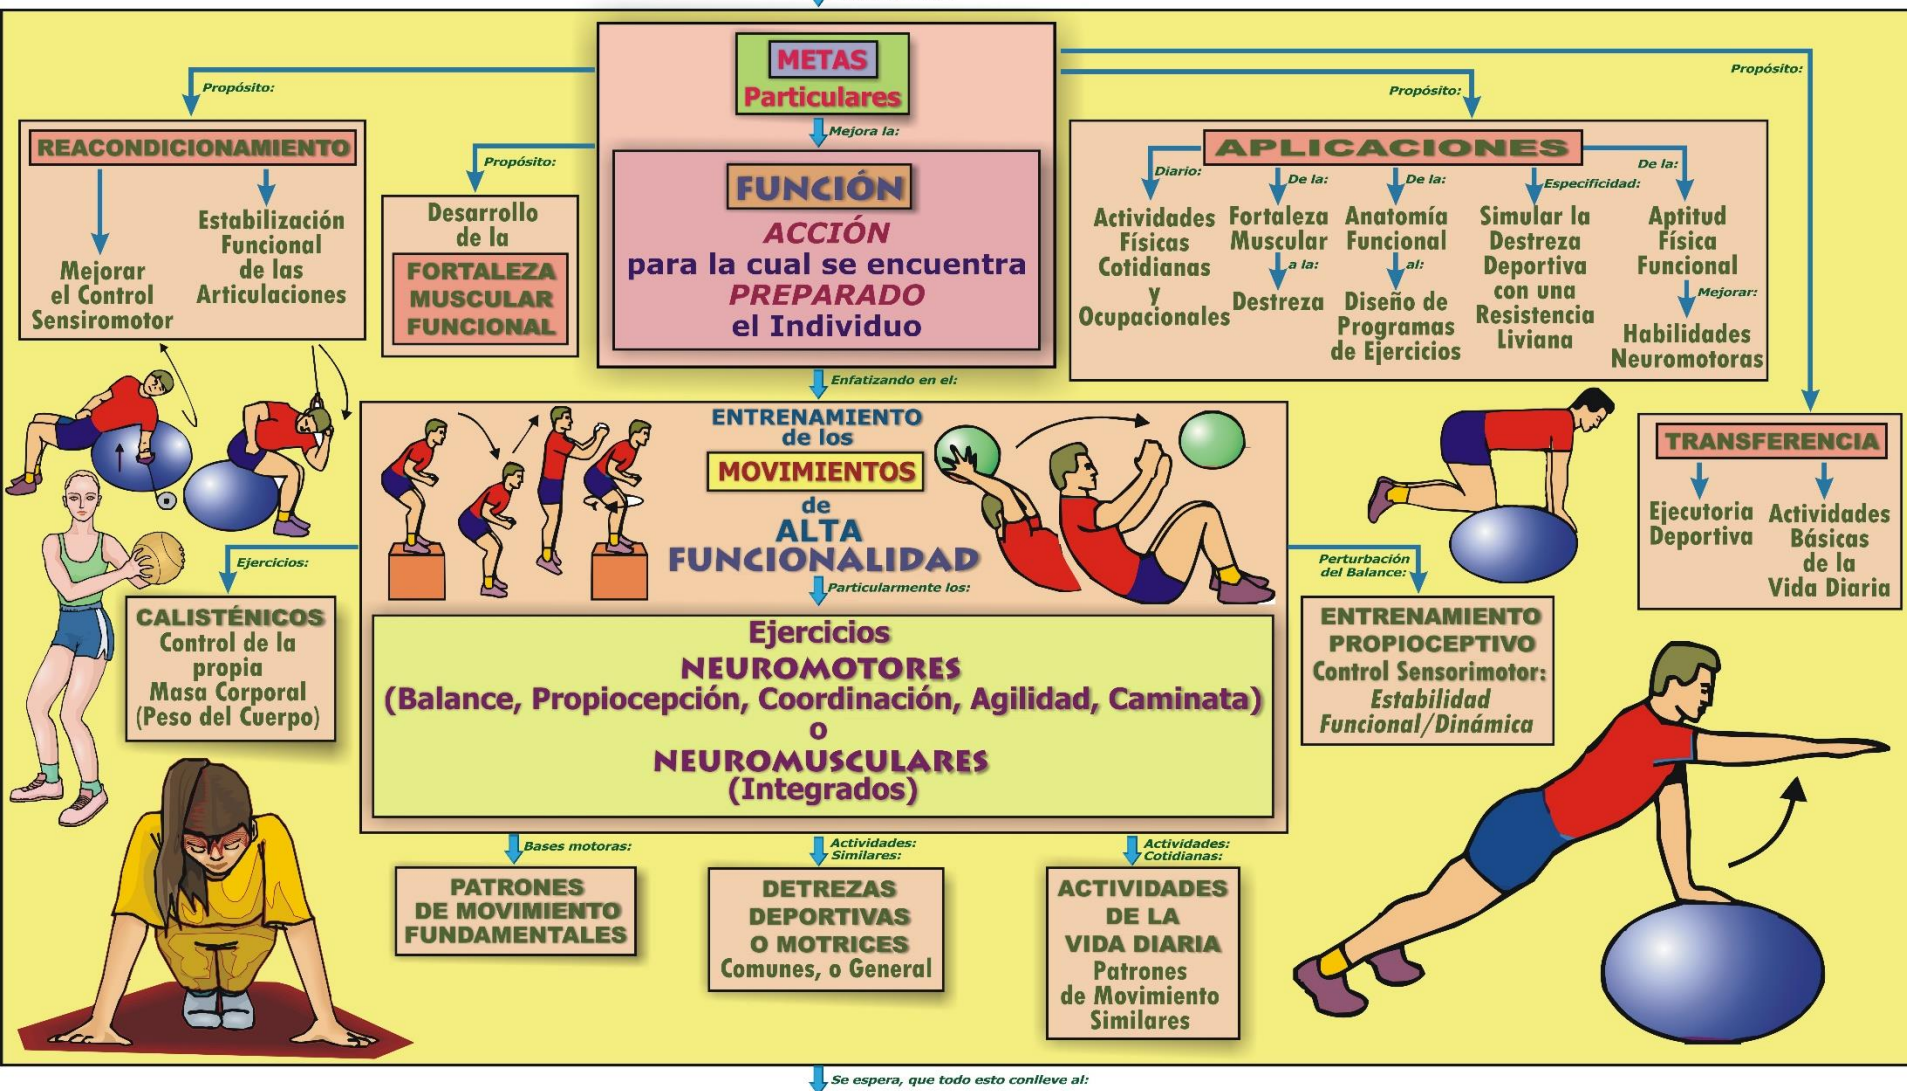 METAS
Particulares
Mejora la:
FUNCIÓN
ACCIÓN
para la cual se encuentra
PREPARADO
el Individuo
Propósito:
REACONDICIONAMIENTO
Mejorar
el Control
Sensiromotor
Estabilización
Funcional
de las
Articulaciones
Propósito:
Desarrollo
de la
FORTALEZA
MUSCULAR
FUNCIONAL
Propósito:
APLICACIONES
Diario:
Actividades
Físicas
Cotidianas
y
Ocupacionales
De la:
Fortaleza
Muscular
a la:
Destreza
De la:
Anatomía
Funcional
al:
Diseño de
Programas
de Ejercicios
Especificidad:
Simular la
Destreza
Deportiva
con una
Resistencia
Liviana
De la:
Aptitud
Física
Funcional
Mejorar:
Habilidades
Neuromotoras
Propósito:
TRANSFERENCIA
Ejecutoria
Deportiva
Actividades
Básicas
de la
Vida Diaria
Enfatizando en el:
ENTRENAMIENTO
de los
MOVIMIENTOS
de
ALTA
FUNCIONALIDAD
Particularmente los:
Ejercicios
NEUROMOTORES
(Balance, Propiocepción, Coordinación, Agilidad, Caminata)
o
NEUROMUSCULARES
(Integrados)
Ejercicios:
CALISTÉNICOS
Control de la
propia
Masa Corporal
(Peso del Cuerpo)
Perturbación
del Balance:
ENTRENAMIENTO
PROPIOCEPTIVO
Control Sensorimotor:
Estabilidad
Funcional/Dinámica
Bases motoras:
PATRONES
DE MOVIMIENTO
FUNDAMENTALES
Actividades:
Similares:
DETREZAS
DEPORTIVAS
O MOTRICES
Comunes, o General
Actividades:
Cotidianas:
ACTIVIDADES
DE LA
VIDA DIARIA
Patrones
de Movimiento
Similares
Se espera, que todo esto conlleve al: